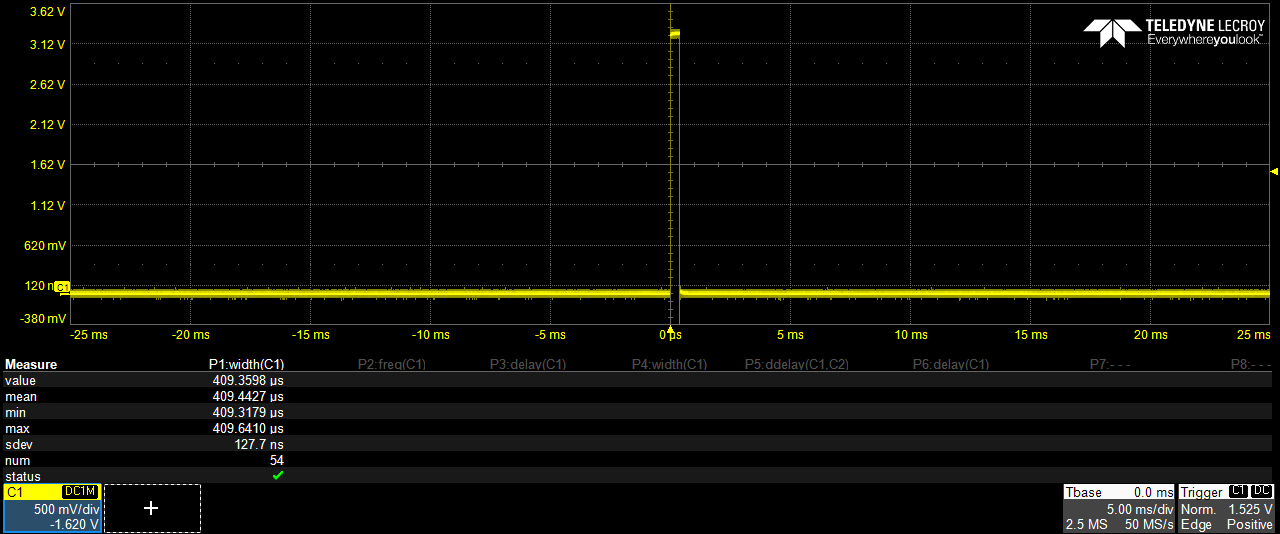 3.62 V
TELEDYNE LECROY
Everywhereyoulook™
3.12 V
2.62 V
2.12 V
1.62 V
1.12 V
620 mV
120 m
C1
-380 mV
-25 ms -20 ms -15 ms -10 ms -5 ms 0 µs 5 ms 10 ms 15 ms 20 ms 25 ms
Measure P1:width(C1) P2:freq(C1) P3:delay(C1) P4:width(C1) P5:ddelay(C1,C2) P6:delay(C1) P7:- - - P8:- - -
value 409.3598 µs
mean 409.4427 µs
min 409.3179 µs
max 409.6410 µs
sdev 127.7 ns
num 54
status
C1 DC1M
500 mV/div
-1.620 V
+
Tbase 0.0 ms
5.00 ms/div
2.5 MS 50 MS/s
Trigger C1 DC
Norm. 1.525 V
Edge Positive